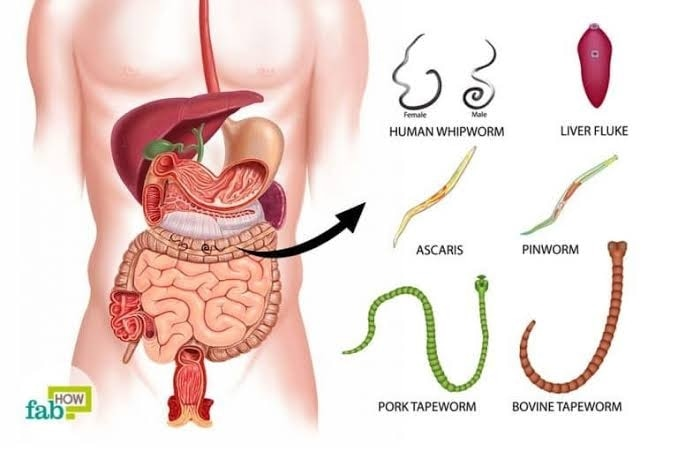 Female
Male
HUMAN WHIPWORM
LIVER FLUKE
ASCARIS
PINWORM
PORK TAPEWORM
BOVINE TAPEWORM
fab HOW